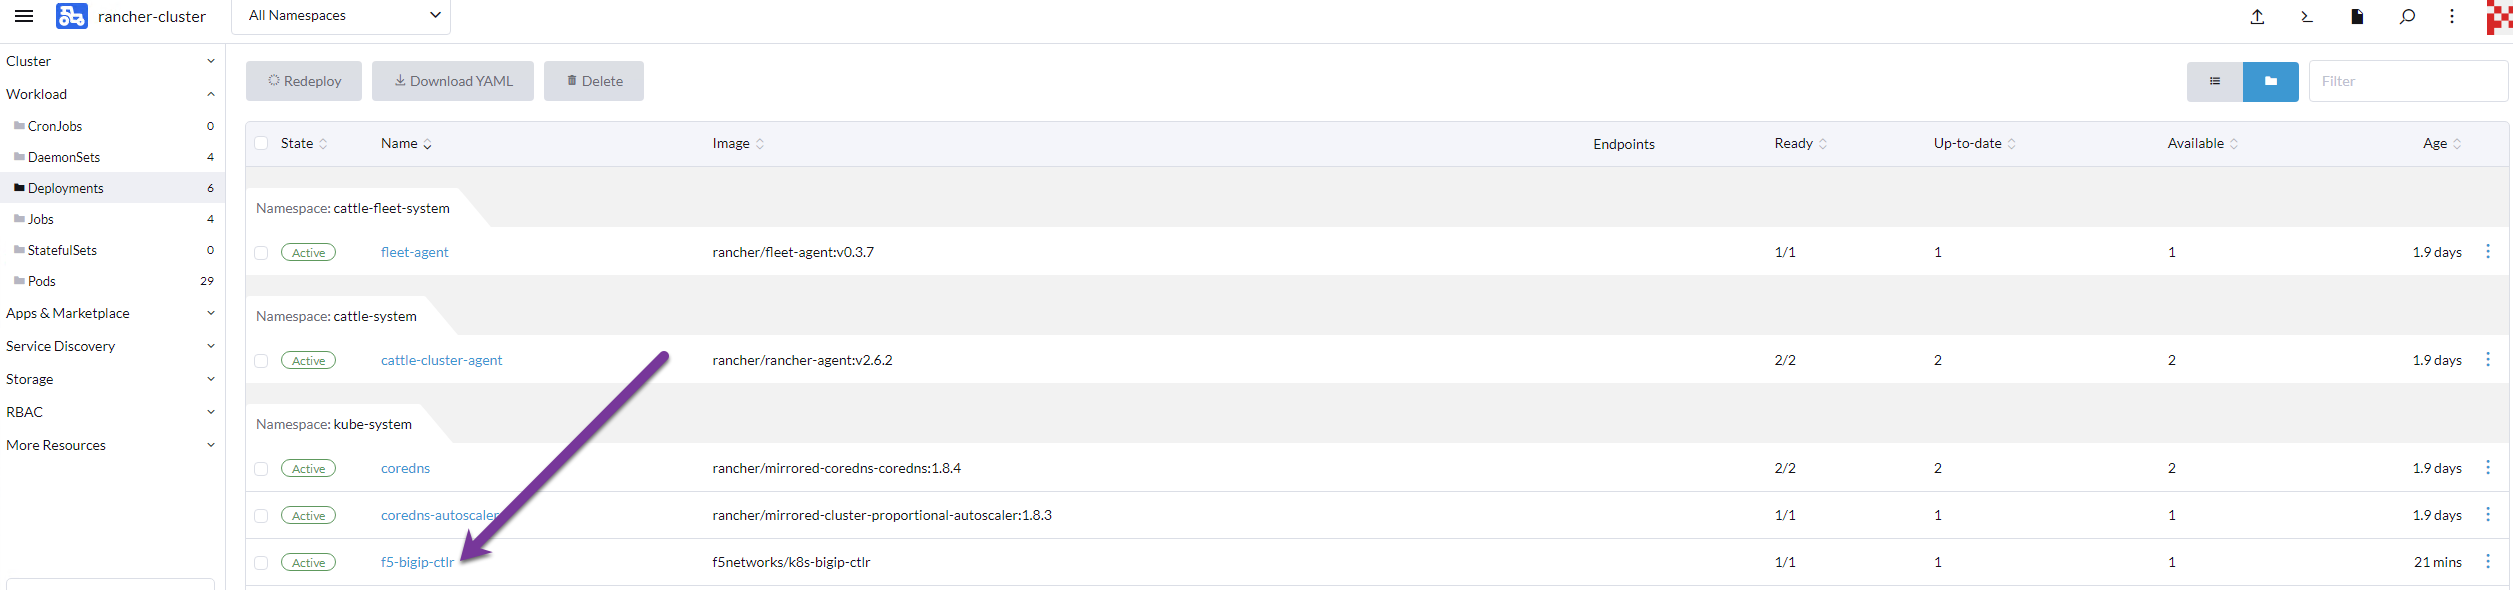 rancher-cluster
All Namespaces
Cluster
Workload
CronJobs 0
DaemonSets 4
Deployments 6
Jobs 4
StatefulSets 0
Pods 29
Apps & Marketplace
Service Discovery
Storage
RBAC
More Resources
Redeploy Download YAML Delete
Filter
State Name Image Endpoints Ready Up-to-date Available Age
Namespace: cattle-fleet-system
Active fleet-agent rancher/fleet-agent:v0.3.7 1/1 1 1 1.9 days
Namespace: cattle-system
Active cattle-cluster-agent rancher/rancher-agent:v2.6.2 2/2 2 2 1.9 days
Namespace: kube-system
Active coredns rancher/mirrored-coredns-coredns:1.8.4 2/2 2 2 1.9 days
Active coredns-autoscaler rancher/mirrored-cluster-proportional-autoscaler:1.8.3 1/1 1 1 1.9 days
Active f5-bigip-ctlr f5networks/k8s-bigip-ctlr 1/1 1 1 21 mins